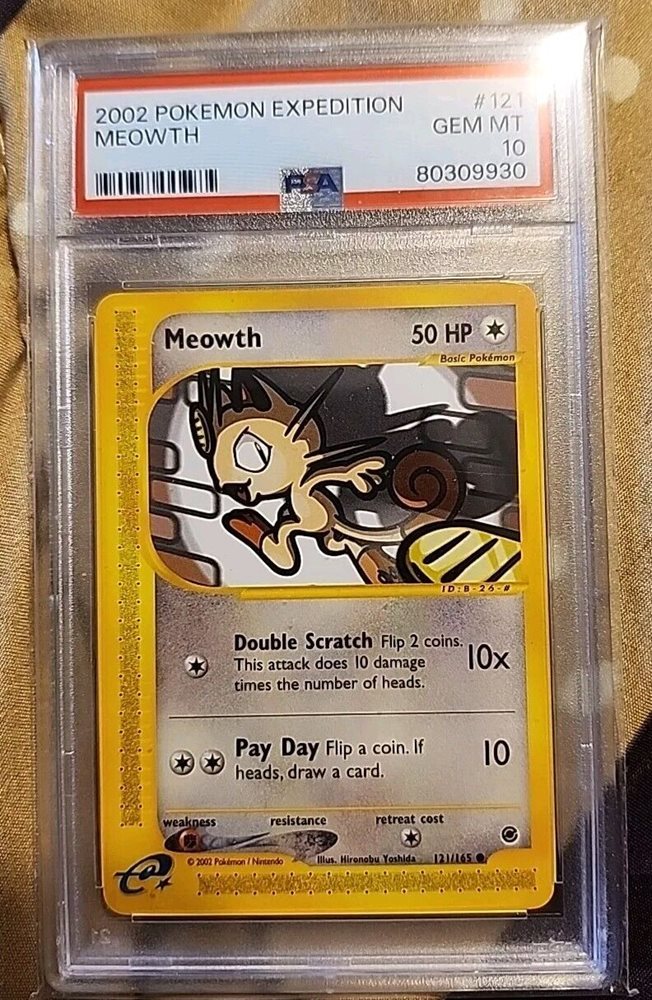 2002 POKEMON EXPEDITION #121
MEOWTH GEM MT
10
PSA 80309930
Meowth 50 HP
Basic Pokémon
ID:B-26-#
Double Scratch Flip 2 coins.
This attack does 10 damage 10x
times the number of heads.
Pay Day Flip a coin. If
heads, draw a card. 10
weakness resistance retreat cost
© 2002 Pokémon / Nintendo Illus. Hironobu Yoshida 121/165
e